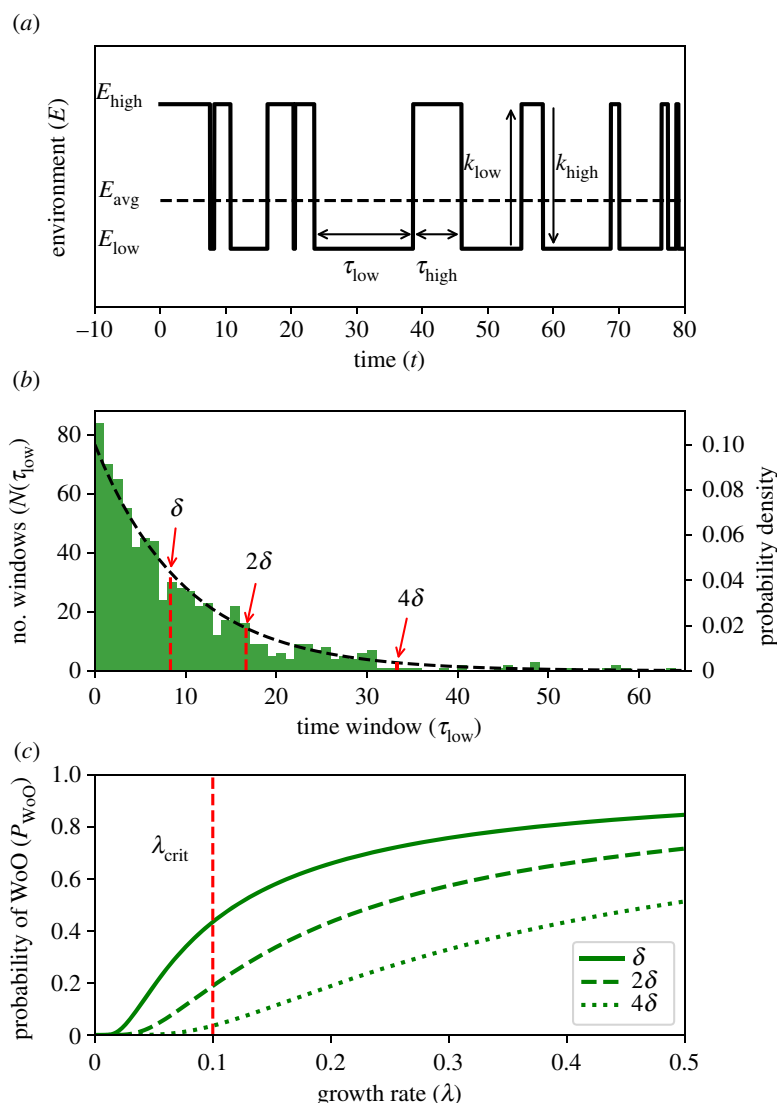 (a)
environment (E)
E_high
E_avg
E_low
k_low
k_high
τ_low
τ_high
−10 0 10 20 30 40 50 60 70 80
time (t)
(b)
no. windows (N(τ_low)
80
60
40
20
0
δ
2δ
4δ
0.10
0.08
0.06
0.04
0.02
0
probability density
0 10 20 30 40 50 60
time window (τ_low)
(c)
probability of WoO (P_WoO)
1.0
0.8
0.6
0.4
0.2
0
λ_crit
δ
2δ
4δ
0 0.1 0.2 0.3 0.4 0.5
growth rate (λ)